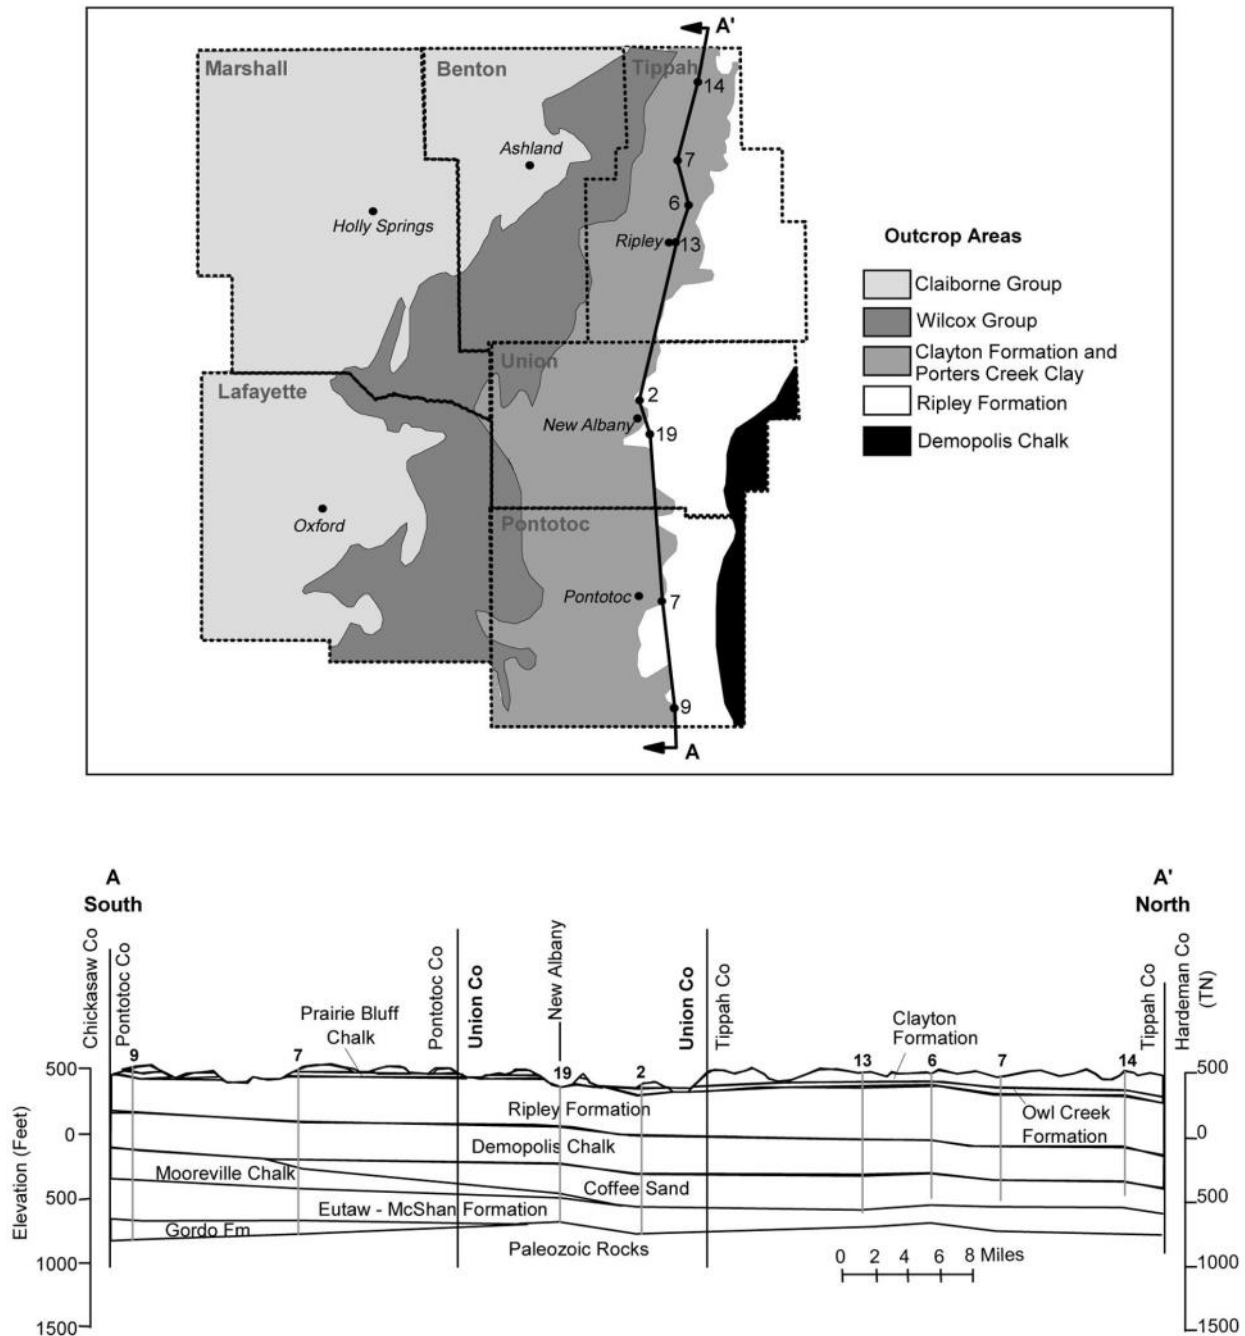 A'
Marshall
Benton
Tippah
14
Ashland
7
6
Holly Springs
Ripley
13
Outcrop Areas
Claiborne Group
Wilcox Group
Union
Clayton Formation and
Porters Creek Clay
Lafayette
2
Ripley Formation
New Albany
19
Demopolis Chalk
Oxford
Pontotoc
Pontotoc
7
9
A
A
South
A'
North
Chickasaw Co
Pontotoc Co
Pontotoc Co
Union Co
New Albany
Union Co
Tippah Co
Tippah Co
Hardeman Co
(TN)
Prairie Bluff
Chalk
Clayton
Formation
9
7
19
2
13
6
7
14
500
500
Ripley Formation
Owl Creek
Formation
0
0
Demopolis Chalk
Mooreville Chalk
Coffee Sand
500
500
Eutaw - McShan Formation
Gordo Fm
Paleozoic Rocks
0 2 4 6 8 Miles
1000
1000
1500
1500
Elevation (Feet)